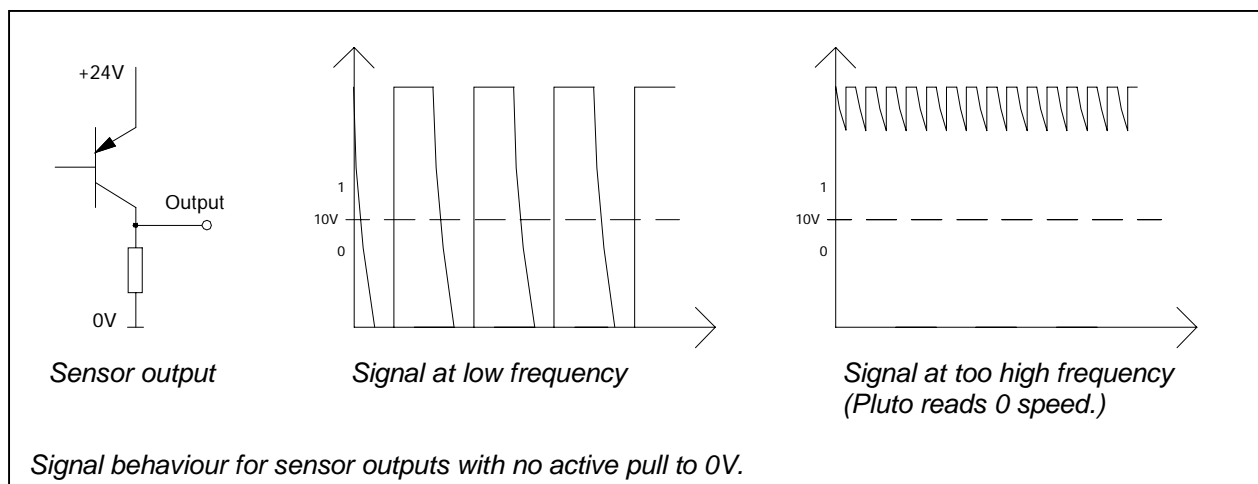 +24V
Output
0V
Sensor output
1
10V
0
Signal at low frequency
1
10V
0
Signal at too high frequency
(Pluto reads 0 speed.)
Signal behaviour for sensor outputs with no active pull to 0V.